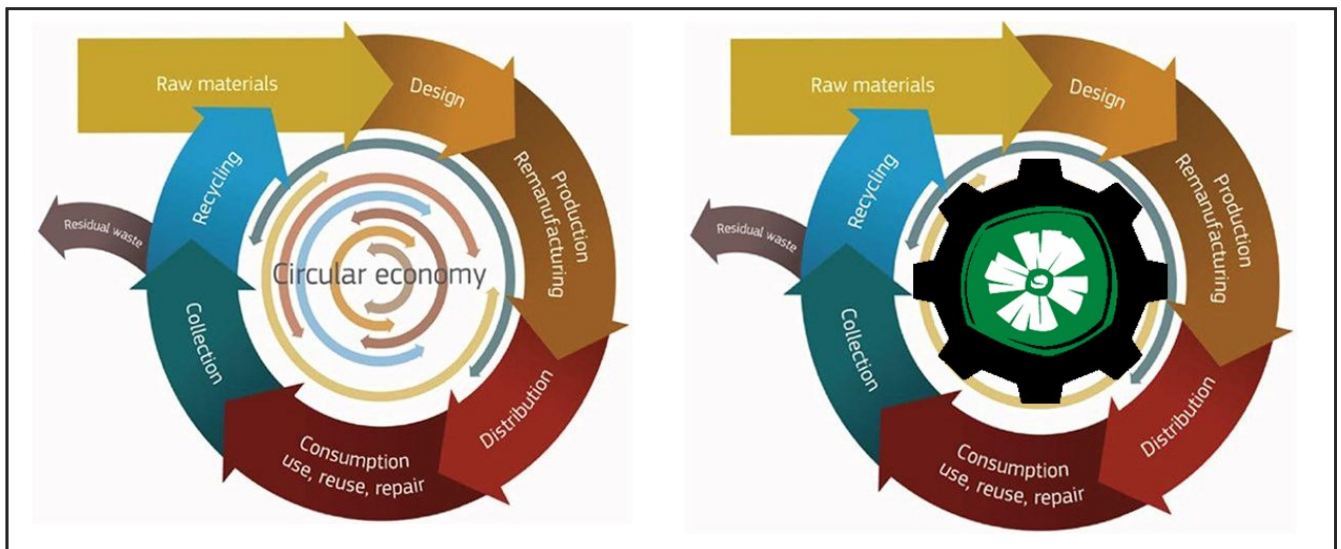 Raw materials
Design
Production
Remanufacturing
Distribution
Consumption
use, reuse, repair
Collection
Recycling
Residual waste
Circular economy
Raw materials
Design
Production
Remanufacturing
Distribution
Consumption
use, reuse, repair
Collection
Recycling
Residual waste